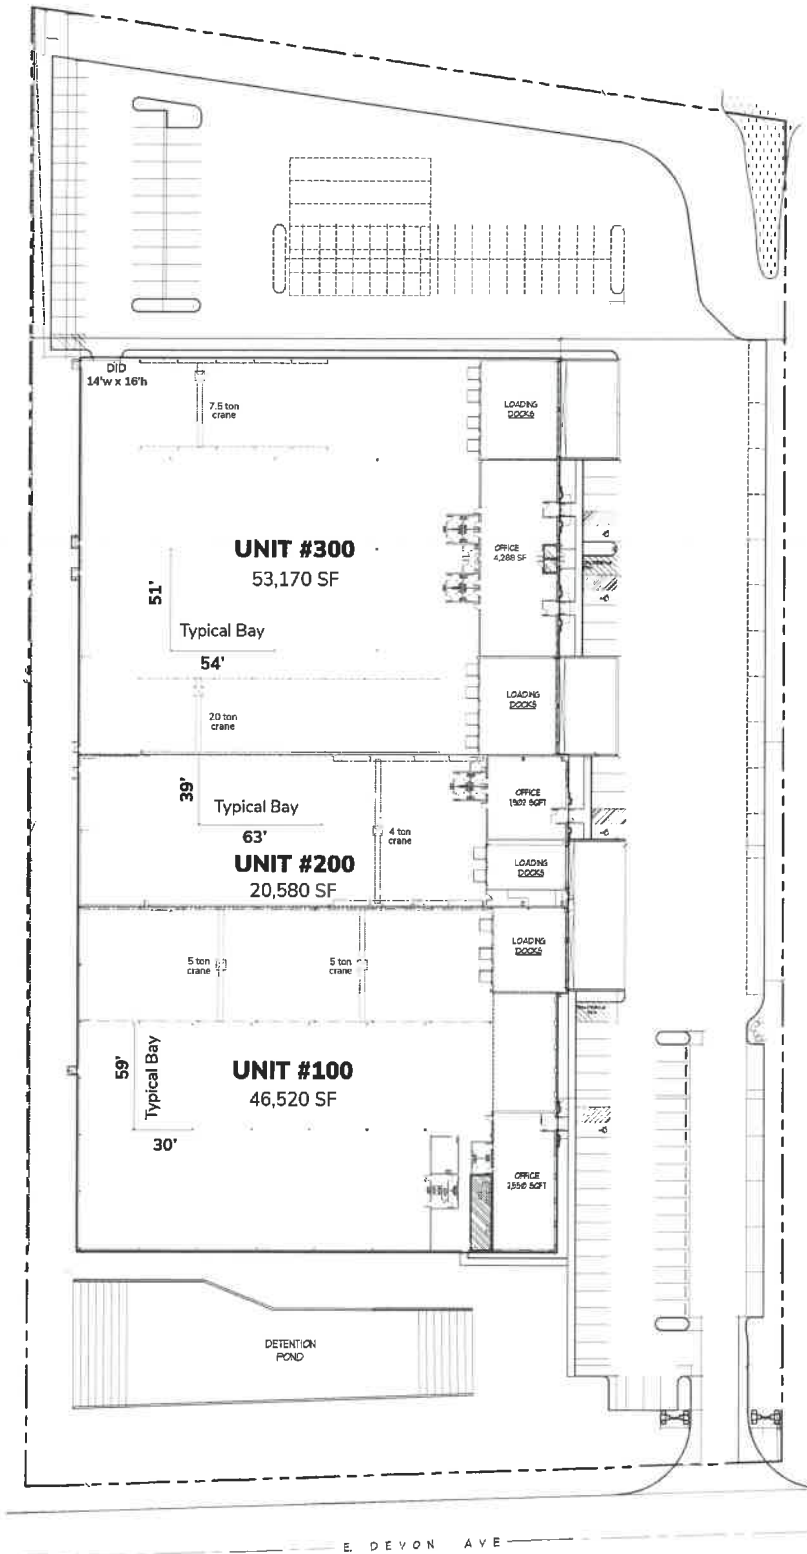 DID
14'w x 16'h
7.5 ton
crane
LOADING
DOCKS
UNIT #300
53,170 SF
OFFICE
4,288 SF
51'
Typical Bay
54'
LOADING
DOCKS
20 ton
crane
39'
Typical Bay
63'
4 ton
crane
OFFICE
UNIT #200
20,580 SF
LOADING
DOCKS
LOADING
DOCKS
5 ton
crane
5 ton
crane
59'
Typical Bay
30'
UNIT #100
46,520 SF
OFFICE
DETENTION
POND
E. DEVON AVE